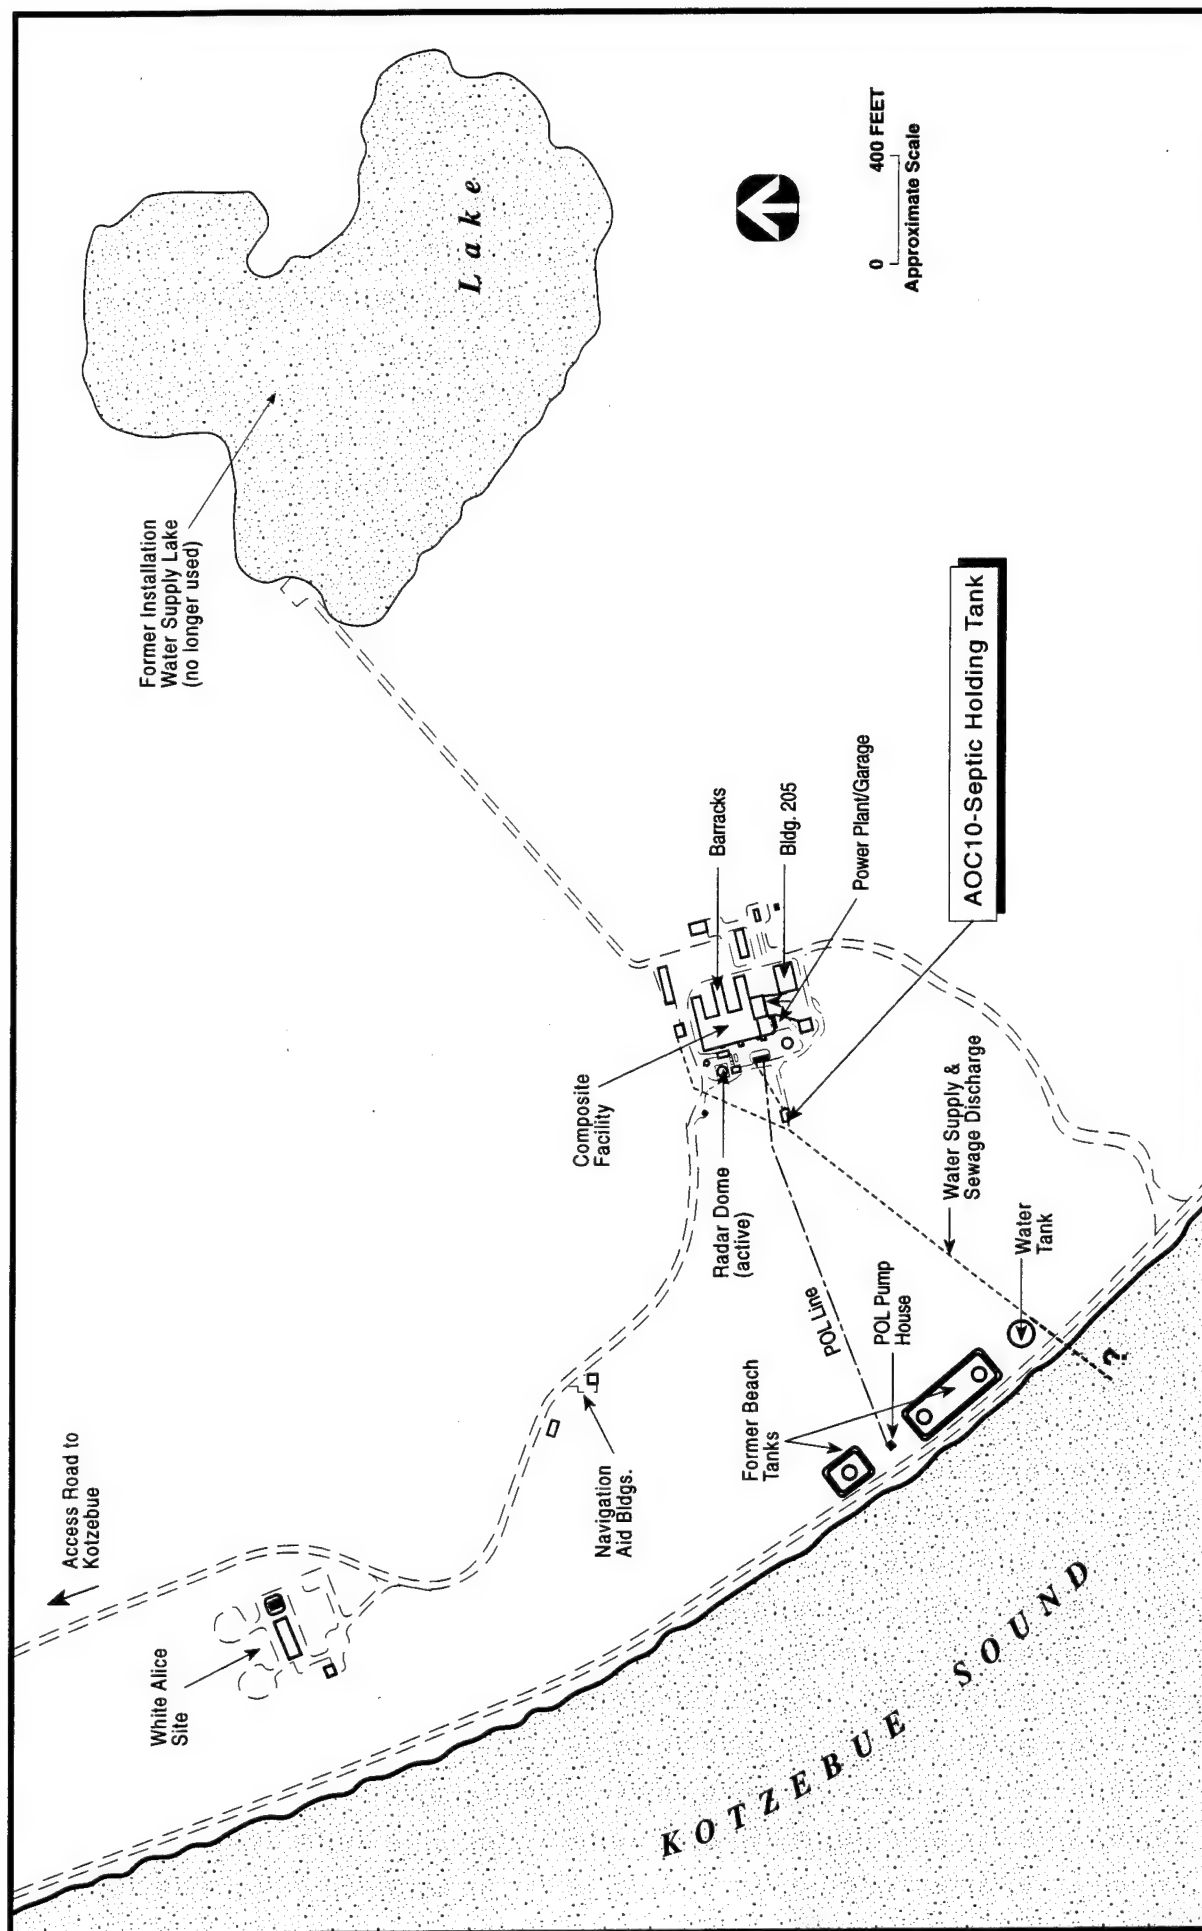 Access Road to
Kotzebue
White Alice
Site
Former Installation
Water Supply Lake
(no longer used)
Lake
Navigation
Aid Bldgs.
Composite
Facility
Barracks
Radar Dome
(active)
Bldg. 205
Power Plant/Garage
POL Line
Former Beach
Tanks
POL Pump
House
AOC10-Septic Holding Tank
Water Supply &
Sewage Discharge
Water
Tank
?
KOTZEBUE SOUND
0 400 FEET
Approximate Scale